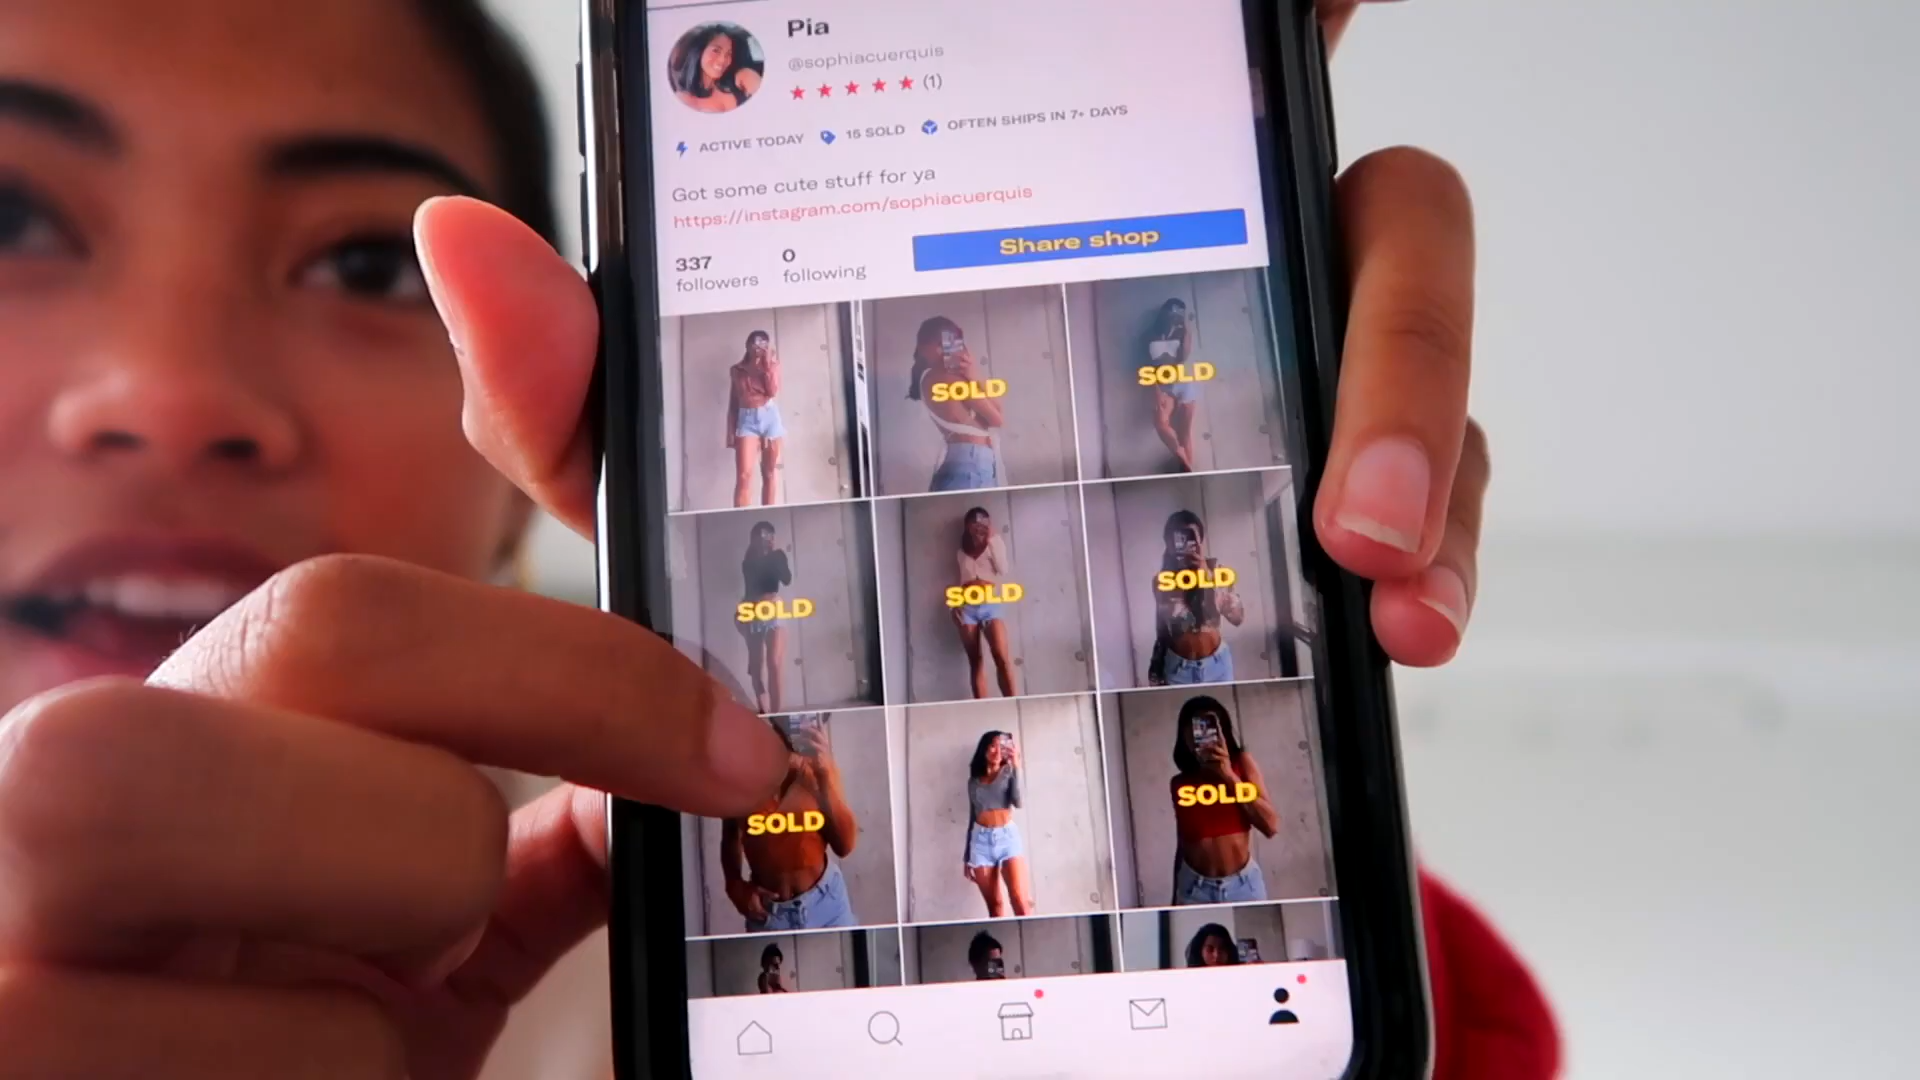 Pia
@sophiacuerquis
(1)
ACTIVE TODAY 15 SOLD OFTEN SHIPS IN 7+ DAYS
Got some cute stuff for ya
https://instagram.com/sophiacuerquis
337 0 Share shop
followers following
SOLD SOLD
SOLD SOLD SOLD
SOLD SOLD